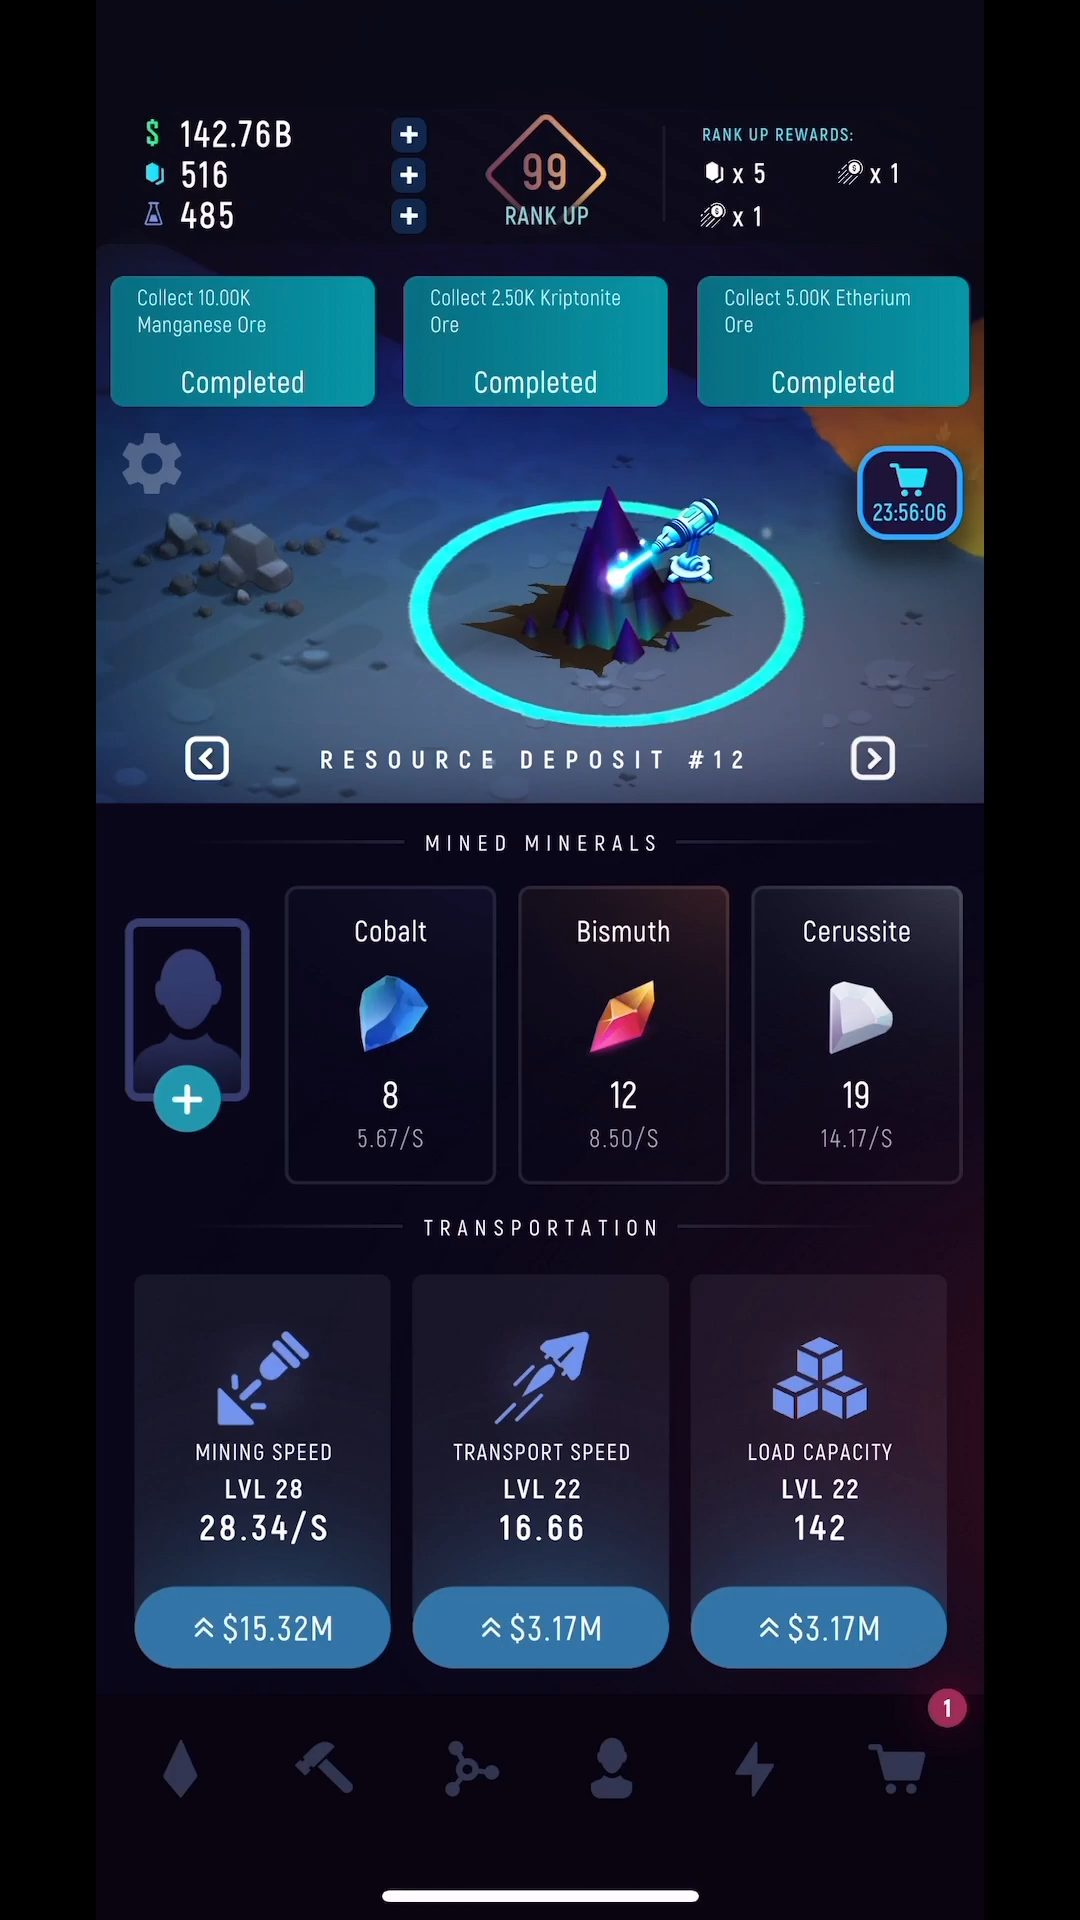 $ 142.76B
516
485
99
RANK UP
RANK UP REWARDS:
x 5
x 1
x 1
Collect 10.00K
Manganese Ore
Completed
Collect 2.50K Kriptonite
Ore
Completed
Collect 5.00K Etherium
Ore
Completed
23:56:06
RESOURCE DEPOSIT #12
MINED MINERALS
Cobalt
8
5.67/S
Bismuth
12
8.50/S
Cerussite
19
14.17/S
TRANSPORTATION
MINING SPEED
LVL 28
28.34/S
$15.32M
TRANSPORT SPEED
LVL 22
16.66
$3.17M
LOAD CAPACITY
LVL 22
142
$3.17M
1